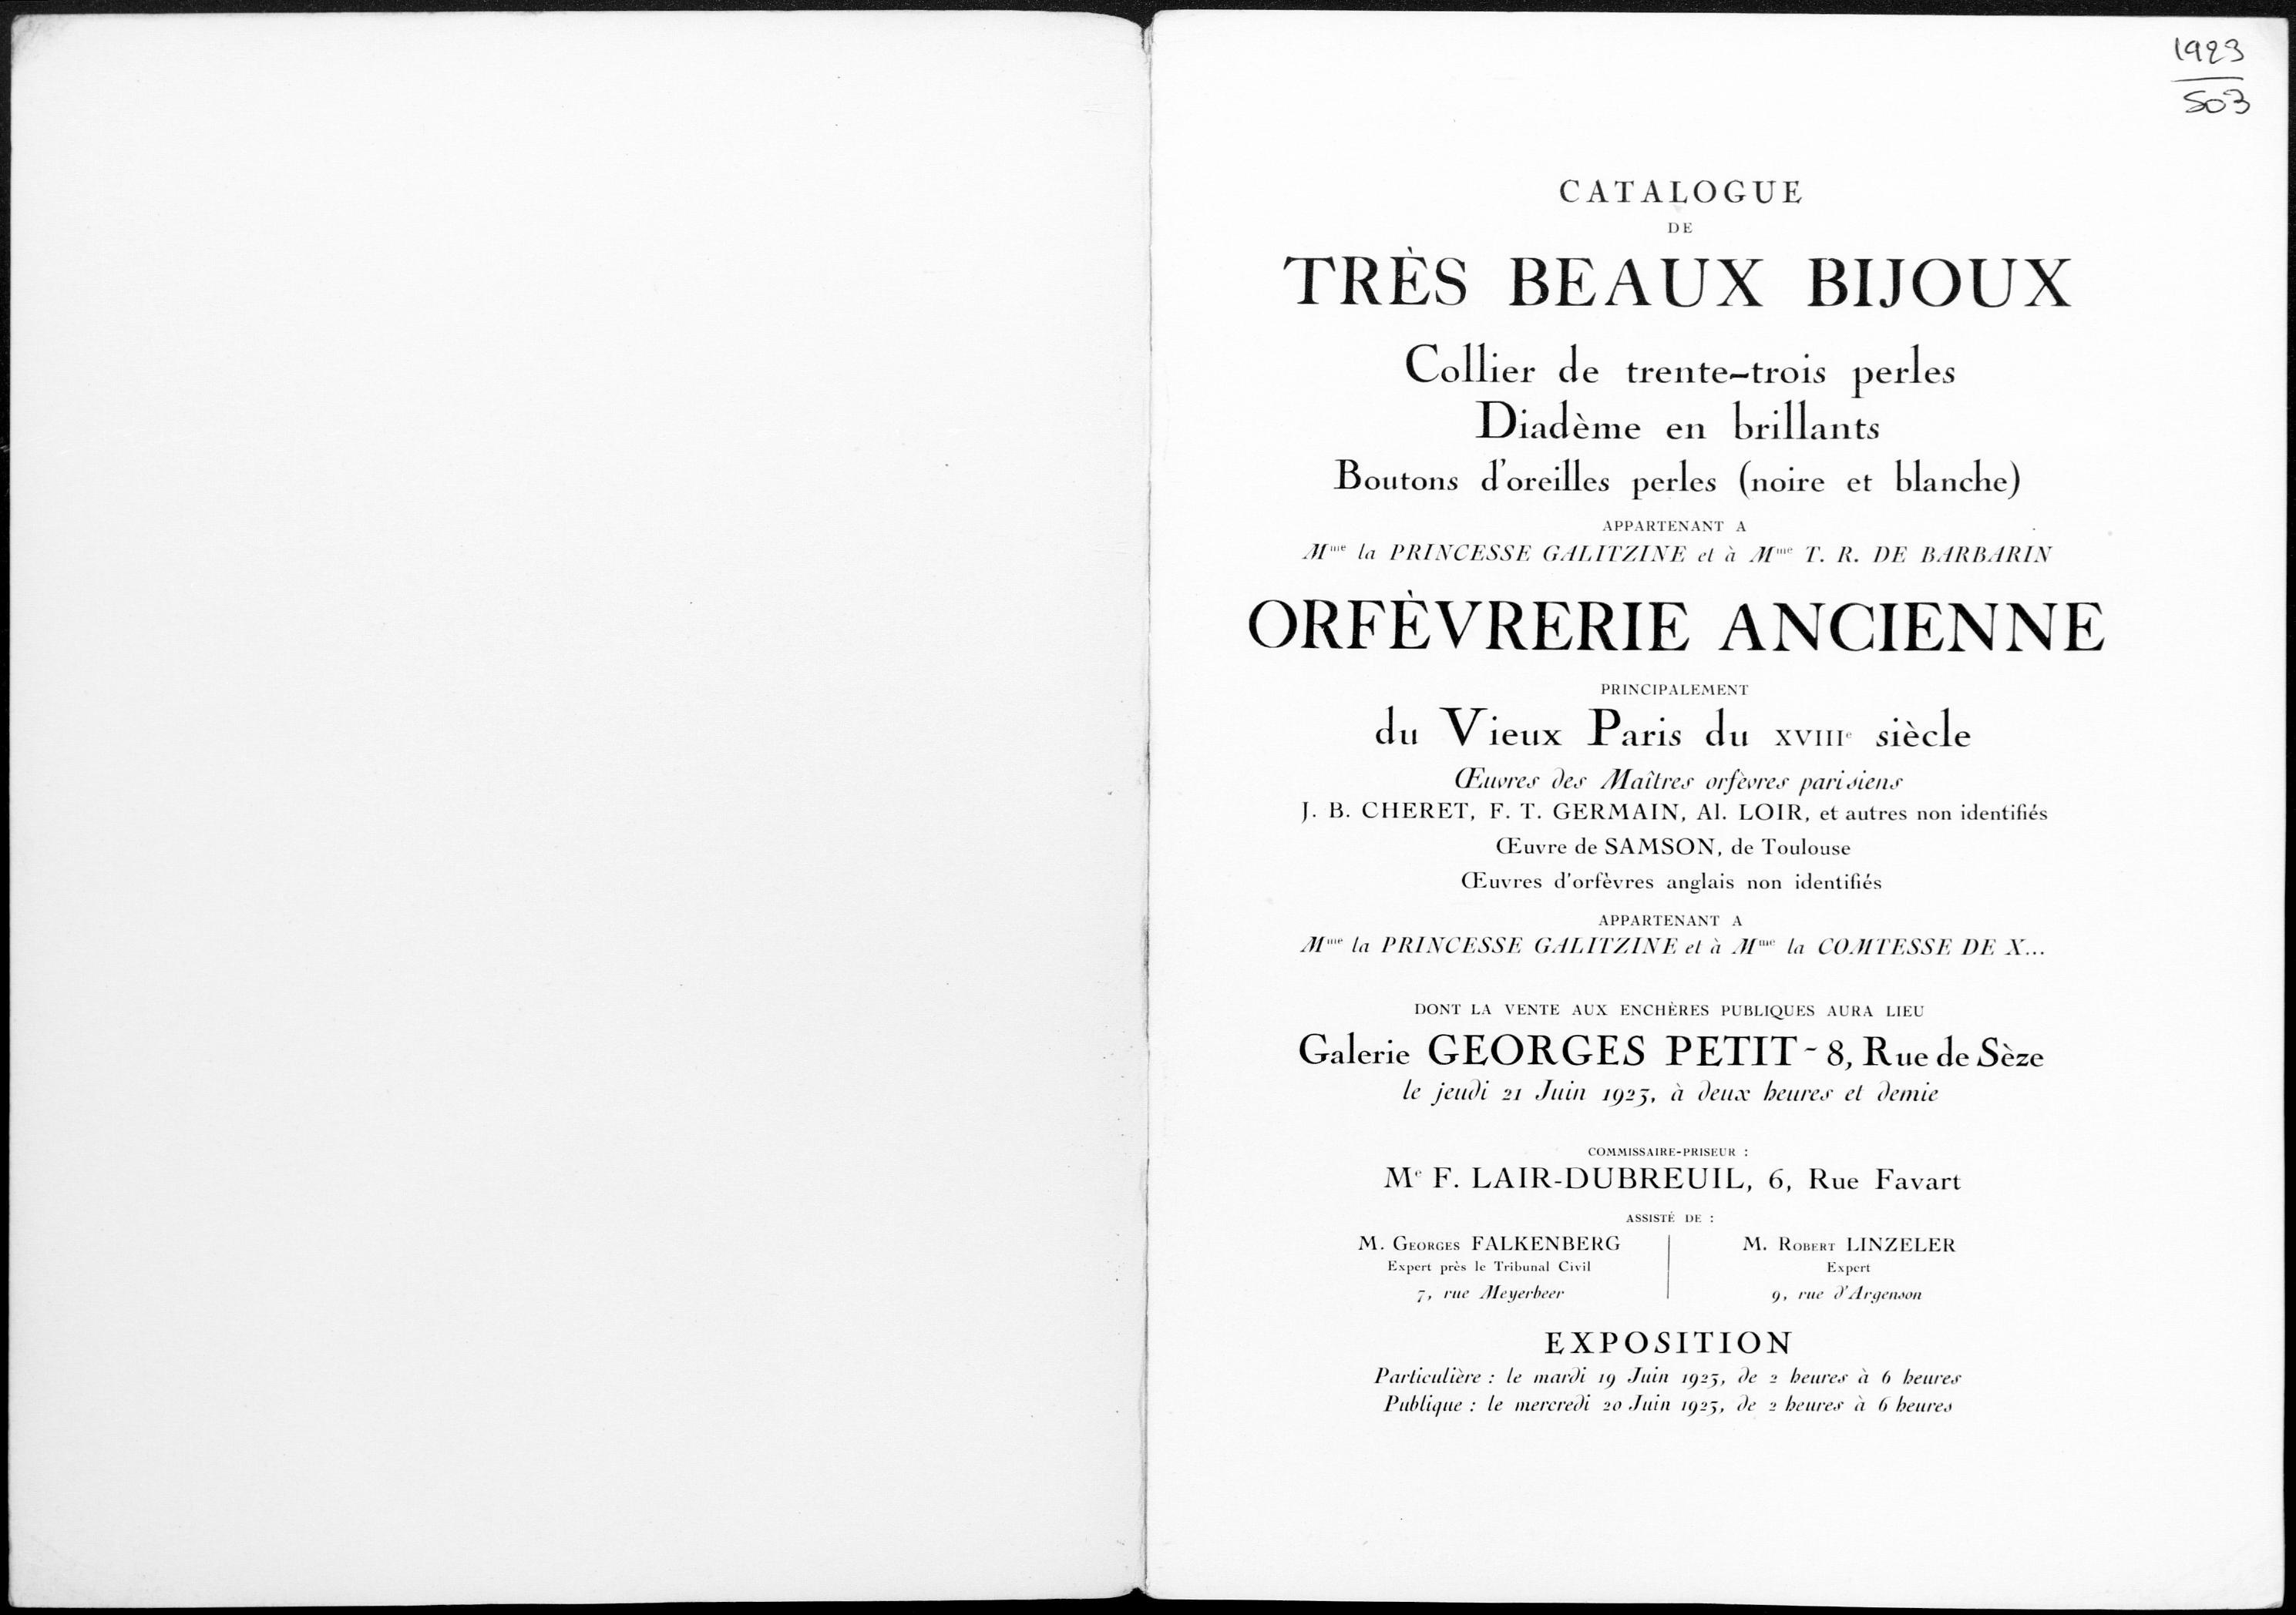 1923
503
CATALOGUE
DE
TRÈS BEAUX BIJOUX
Collier de trente-trois perles
Diadème en brillants
Boutons d'oreilles perles (noire et blanche)
APPARTENANT A
Mme la PRINCESSE GALITZINE et à Mme T. R. DE BARBARIN
ORFÈVRERIE ANCIENNE
PRINCIPALEMENT
du Vieux Paris du XVIIIe siècle
Œuvres des Maîtres orfèvres parisiens
J. B. CHERET, F. T. GERMAIN, Al. LOIR, et autres non identifiés
Œuvre de SAMSON, de Toulouse
Œuvres d'orfèvres anglais non identifiés
APPARTENANT A
Mme la PRINCESSE GALITZINE et à Mme la COMTESSE DE X...
DONT LA VENTE AUX ENCHÈRES PUBLIQUES AURA LIEU
Galerie GEORGES PETIT - 8, Rue de Sèze
le jeudi 21 Juin 1923, à deux heures et demie
COMMISSAIRE-PRISEUR :
Me F. LAIR-DUBREUIL, 6, Rue Favart
ASSISTÉ DE :
M. GEORGES FALKENBERG
Expert près le Tribunal Civil
7, rue Meyerbeer
M. ROBERT LINZELER
Expert
9, rue d'Argenson
EXPOSITION
Particulière : le mardi 19 Juin 1923, de 2 heures à 6 heures
Publique : le mercredi 20 Juin 1923, de 2 heures à 6 heures